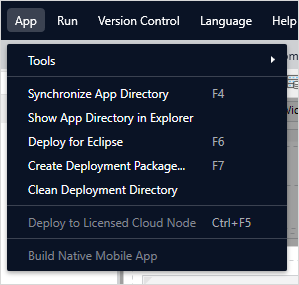 App Run Version Control Language Help
Tools
Synchronize App Directory F4
Show App Directory in Explorer
Deploy for Eclipse F6
Create Deployment Package... F7
Clean Deployment Directory
Deploy to Licensed Cloud Node Ctrl+F5
Build Native Mobile App